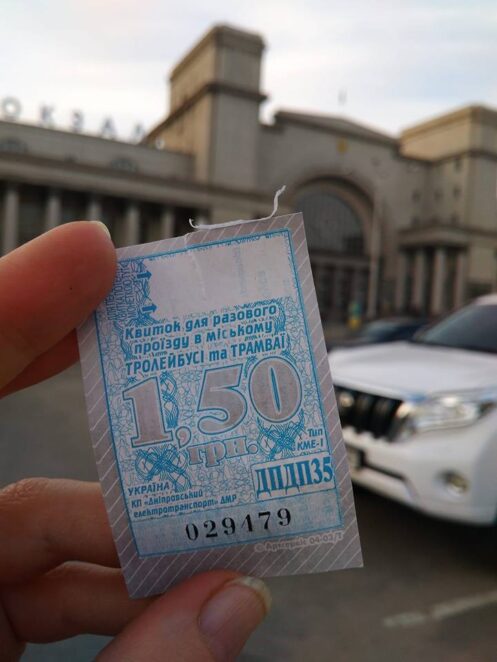 ОКЗАЛ
Квиток для разового
проїзду в міському
ТРОЛЕЙБУСІ та ТРАМВАЇ
1,50
грн.
Тип
КМЕ-І
УКРАЇНА
КП «Дніпровський
електротранспорт» ДМР
ДПДП35
029479